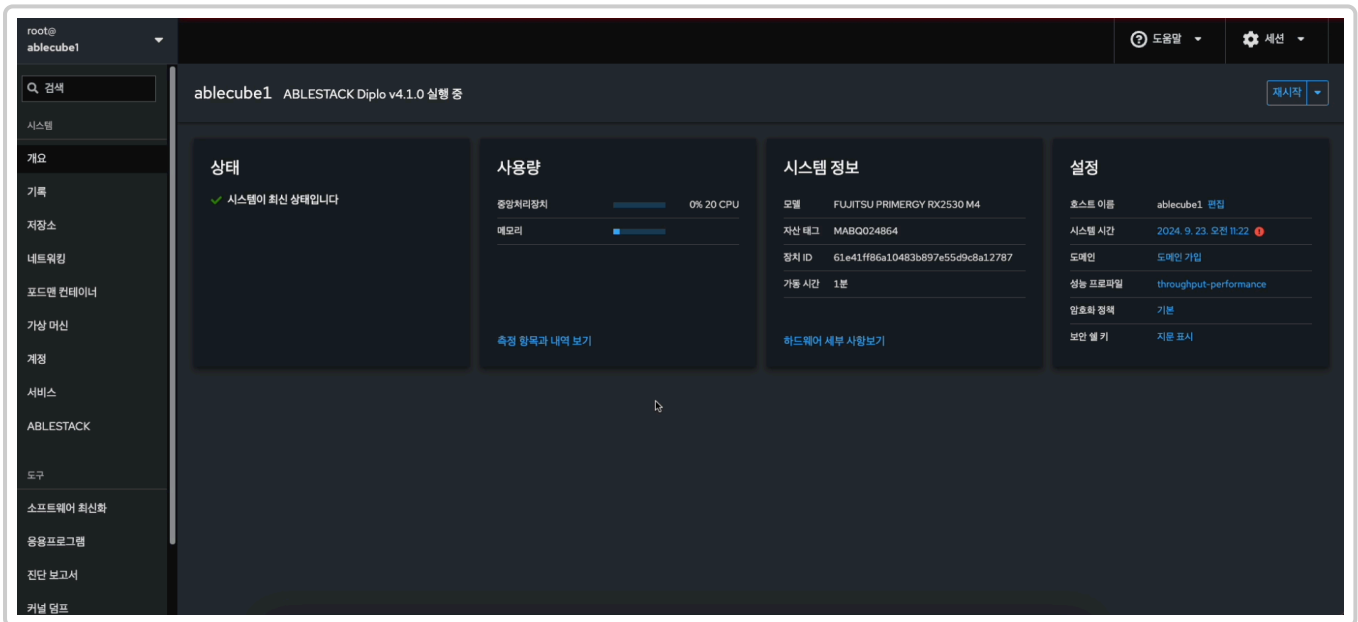 root@
ablecube1
도움말
세션
검색
ablecube1 ABLESTACK Diplo v4.1.0 실행 중
재시작
시스템
개요
기록
저장소
네트워킹
포드맨 컨테이너
가상 머신
계정
서비스
ABLESTACK
도구
소프트웨어 최신화
응용프로그램
진단 보고서
커널 덤프
상태
시스템이 최신 상태입니다
사용량
중앙처리장치 0% 20 CPU
메모리
측정 항목과 내역 보기
시스템 정보
모델 FUJITSU PRIMERGY RX2530 M4
자산 태그 MABQ024864
장치 ID 61e41ff86a10483b897e55d9c8a12787
가동 시간 1분
하드웨어 세부 사항보기
설정
호스트 이름 ablecube1 편집
시스템 시간 2024. 9. 23. 오전 11:22
도메인 도메인 가입
성능 프로파일 throughput-performance
암호화 정책 기본
보안 쉘 키 지문 표시